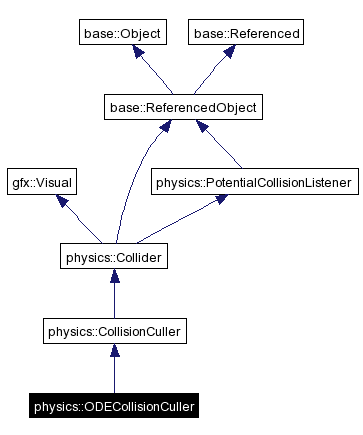 base::Object
base::Referenced
base::ReferencedObject
gfx::Visual
physics::PotentialCollisionListener
physics::Collider
physics::CollisionCuller
physics::ODECollisionCuller